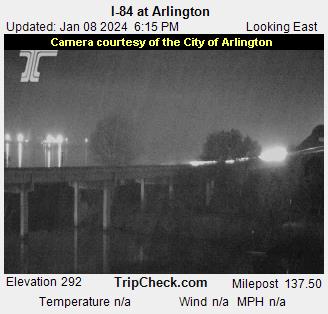 I-84 at Arlington
Updated: Jan 08 2024 6:15 PM Looking East
Camera courtesy of the City of Arlington
Elevation 292 TripCheck.com Milepost 137.50
Temperature n/a Wind n/a MPH n/a